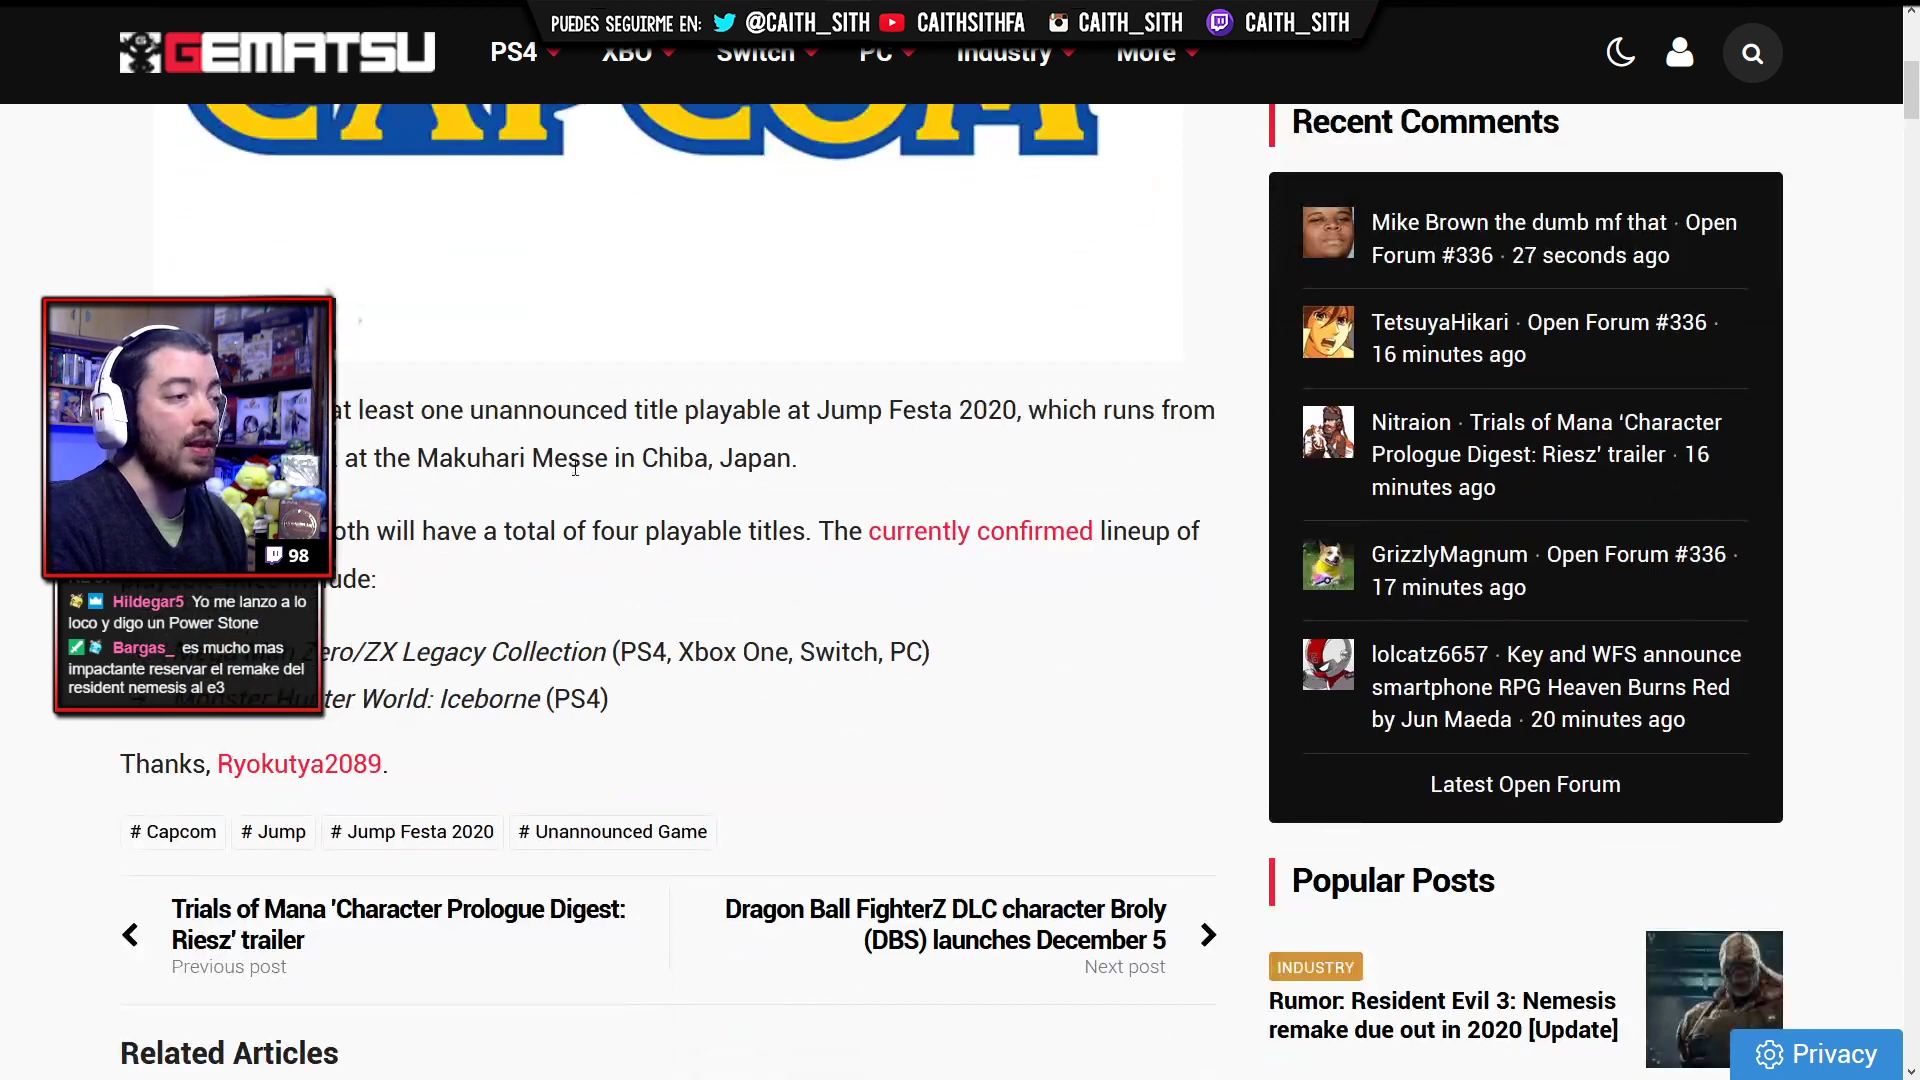 PUEDES SEGUIRME EN: @CAITH_SITH CAITHSITHFA CAITH_SITH CAITH_SITH
GEMATSU
PS4 XBO Switch PC Industry More
CAPCOM
at least one unannounced title playable at Jump Festa 2020, which runs from
at the Makuhari Messe in Chiba, Japan.
oth will have a total of four playable titles. The currently confirmed lineup of
ude:
Zero/ZX Legacy Collection (PS4, Xbox One, Switch, PC)
Monster Hunter World: Iceborne (PS4)
98
Hildegar5 Yo me lanzo a lo
loco y digo un Power Stone
Bargas_ es mucho mas
impactante reservar el remake del
resident nemesis al e3
Thanks, Ryokutya2089.
# Capcom # Jump # Jump Festa 2020 # Unannounced Game
Trials of Mana 'Character Prologue Digest:
Riesz' trailer
Previous post
Dragon Ball FighterZ DLC character Broly
(DBS) launches December 5
Next post
Related Articles
Recent Comments
Mike Brown the dumb mf that · Open
Forum #336 · 27 seconds ago
TetsuyaHikari · Open Forum #336 ·
16 minutes ago
Nitraion · Trials of Mana ‘Character
Prologue Digest: Riesz’ trailer · 16
minutes ago
GrizzlyMagnum · Open Forum #336 ·
17 minutes ago
lolcatz6657 · Key and WFS announce
smartphone RPG Heaven Burns Red
by Jun Maeda · 20 minutes ago
Latest Open Forum
Popular Posts
INDUSTRY
Rumor: Resident Evil 3: Nemesis
remake due out in 2020 [Update]
Privacy